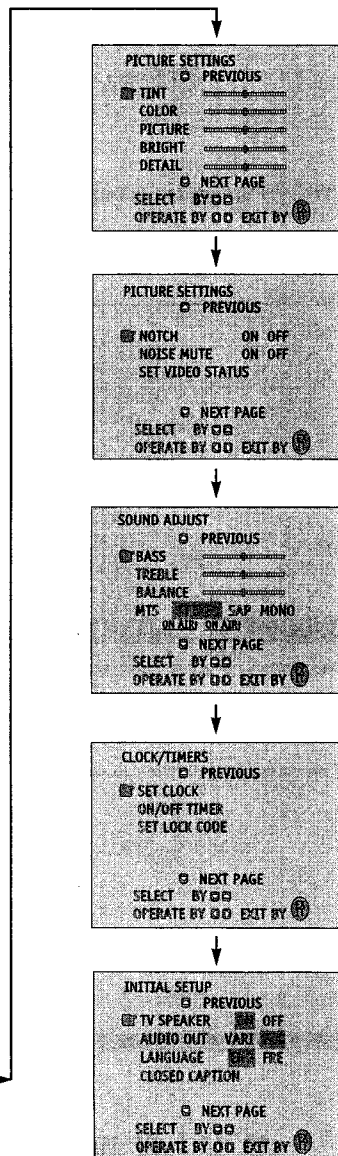 PICTURE SETTINGS
PREVIOUS
TINT
COLOR
PICTURE
BRIGHT
DETAIL
NEXT PAGE
SELECT BY
OPERATE BY EXIT BY
PICTURE SETTINGS
PREVIOUS
NOTCH ON OFF
NOISE MUTE ON OFF
SET VIDEO STATUS
NEXT PAGE
SELECT BY
OPERATE BY EXIT BY
SOUND ADJUST
PREVIOUS
BASS
TREBLE
BALANCE
MTS SAP MONO
ON AIR! ON AIR!
NEXT PAGE
SELECT BY
OPERATE BY EXIT BY
CLOCK/TIMERS
PREVIOUS
SET CLOCK
ON/OFF TIMER
SET LOCK CODE
NEXT PAGE
SELECT BY
OPERATE BY EXIT BY
INITIAL SETUP
PREVIOUS
TV SPEAKER OFF
AUDIO OUT VARI
LANGUAGE FRE
CLOSED CAPTION
NEXT PAGE
SELECT BY
OPERATE BY EXIT BY